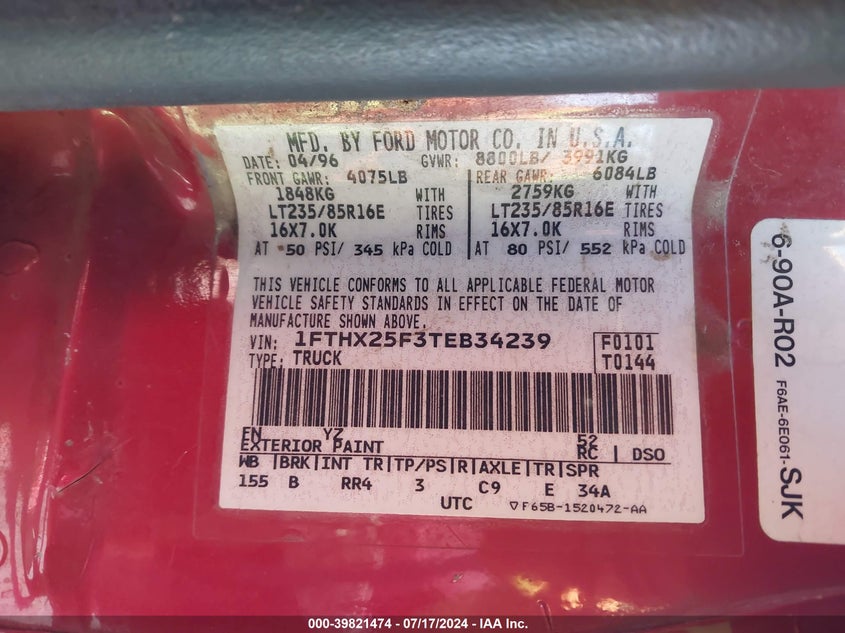 MFD. BY FORD MOTOR CO. IN U.S.A.
DATE: 04/96 GVWR: 8800LB/ 3991KG
FRONT GAWR: 4075LB REAR GAWR: 6084LB
1848KG WITH 2759KG WITH
LT235/85R16E TIRES LT235/85R16E TIRES
16X7.0K RIMS 16X7.0K RIMS
AT 50 PSI/ 345 kPa COLD AT 80 PSI/ 552 kPa COLD
THIS VEHICLE CONFORMS TO ALL APPLICABLE FEDERAL MOTOR
VEHICLE SAFETY STANDARDS IN EFFECT ON THE DATE OF
MANUFACTURE SHOWN ABOVE.
VIN: 1FTHX25F3TEB34239 F0101
TYPE: TRUCK T0144
EN YZ 52
EXTERIOR PAINT RC DSO
WB BRK INT TR TP/PS R AXLE TR SPR
155 B RR4 3 C9 E 34A
UTC ▽F65B-1520472-AA
6-90A-R02
F6AE-6E061-SJK
000-39821474 - 07/17/2024 - IAA Inc.